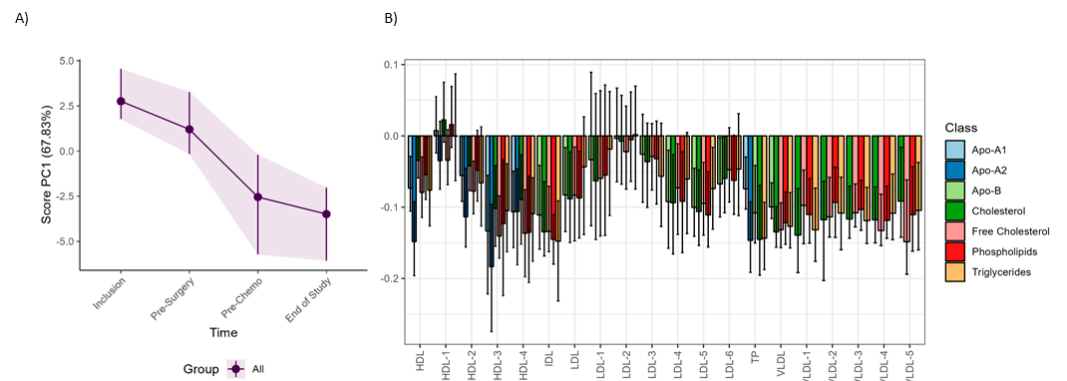 A)
B)
5.0
2.5
0.0
-2.5
-5.0
Score PC1 (67.83%)
Inclusion
Pre-Surgery
Pre-Chemo
End of Study
Time
Group
All
0.1
0.0
-0.1
-0.2
HDL
HDL-1
HDL-2
HDL-3
HDL-4
IDL
LDL
LDL-1
LDL-2
LDL-3
LDL-4
LDL-5
LDL-6
TP
VLDL
VLDL-1
VLDL-2
VLDL-3
VLDL-4
VLDL-5
Class
Apo-A1
Apo-A2
Apo-B
Cholesterol
Free Cholesterol
Phospholipids
Triglycerides